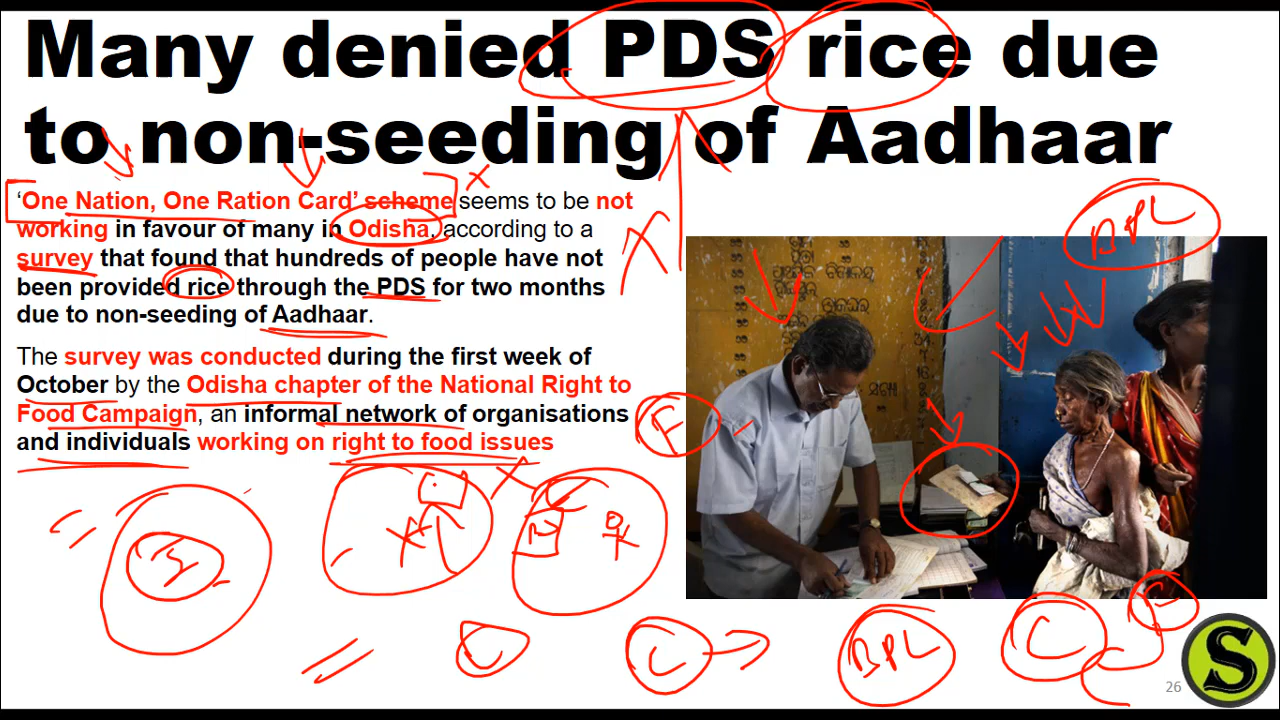 Many denied PDS rice due
to non-seeding of Aadhaar
‘One Nation, One Ration Card’ scheme seems to be not
working in favour of many in Odisha, according to a
survey that found that hundreds of people have not
been provided rice through the PDS for two months
due to non-seeding of Aadhaar.
The survey was conducted during the first week of
October by the Odisha chapter of the National Right to
Food Campaign, an informal network of organisations
and individuals working on right to food issues
BPL
F
BPL
C
S
26